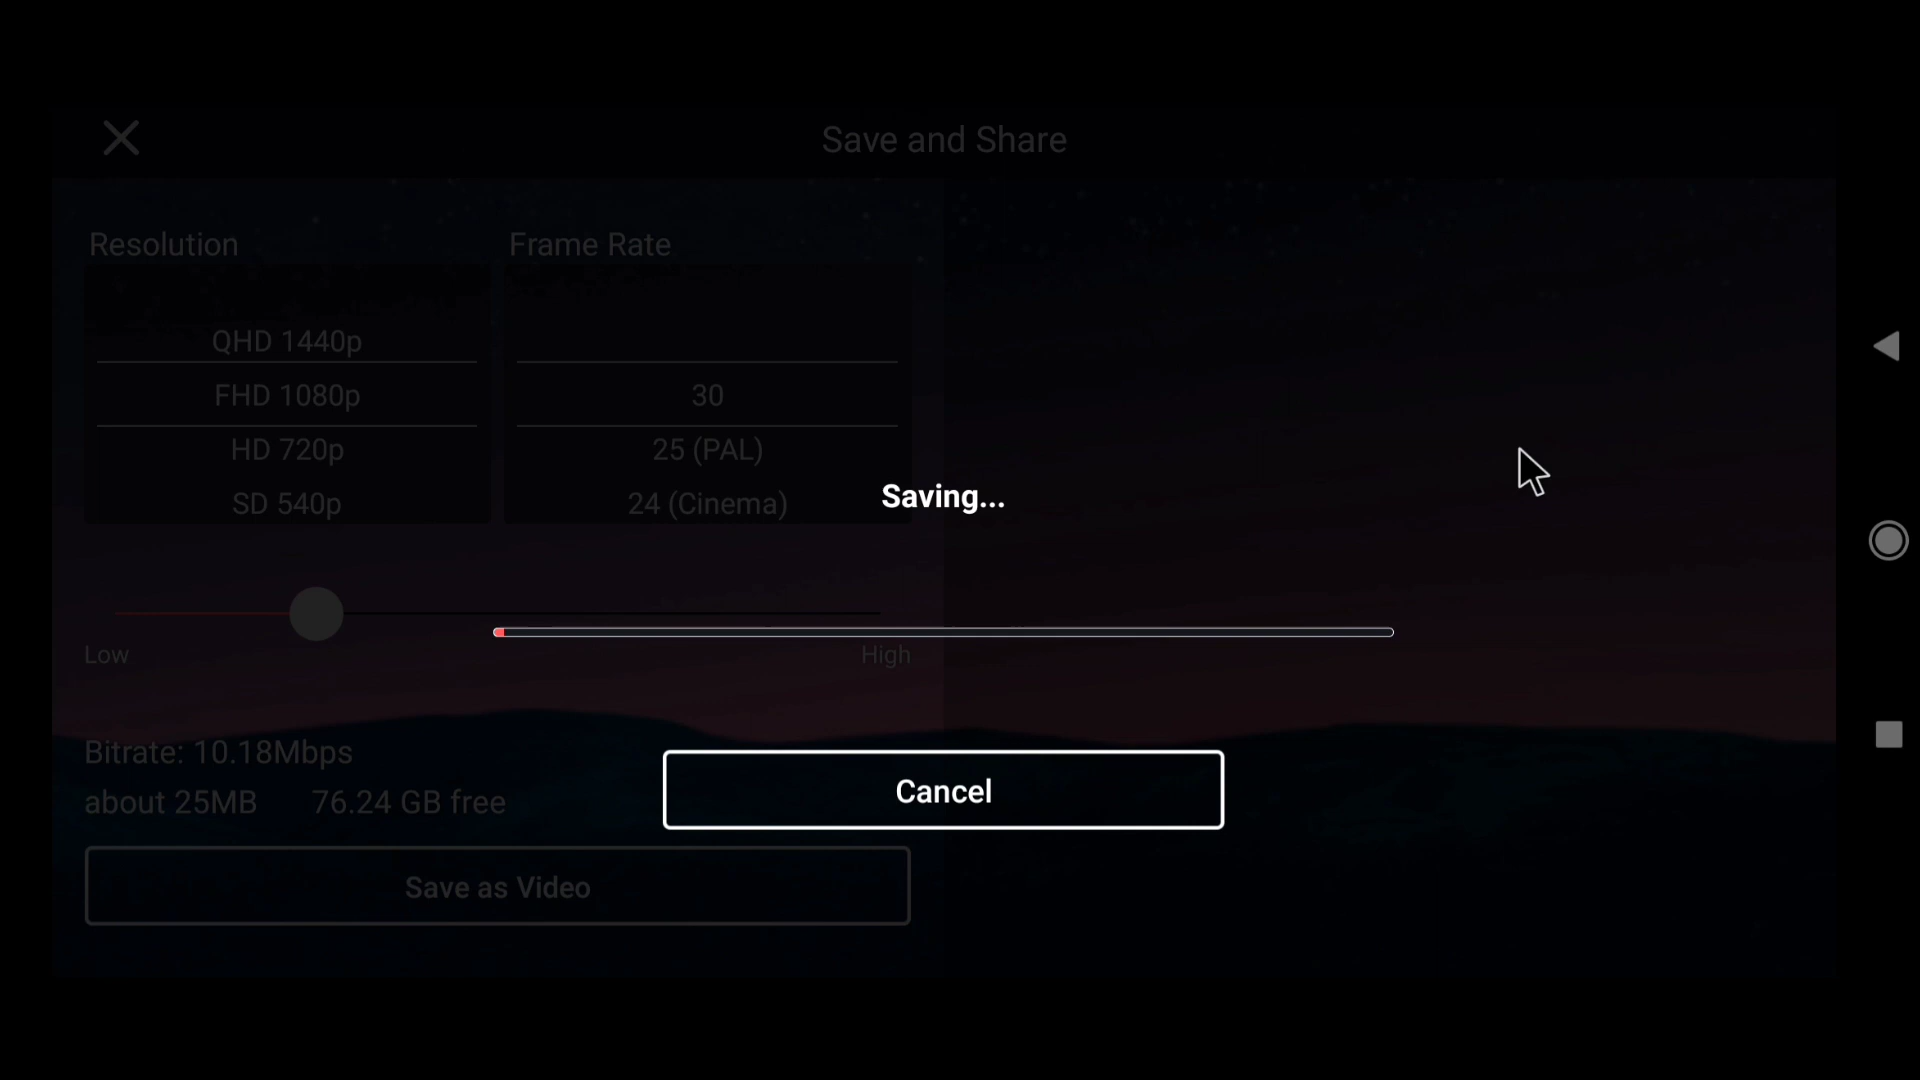 Save and Share
Resolution
Frame Rate
QHD 1440p
FHD 1080p
HD 720p
SD 540p
30
25 (PAL)
24 (Cinema)
Saving...
Low
High
Bitrate: 10.18Mbps
about 25MB 76.24 GB free
Cancel
Save as Video